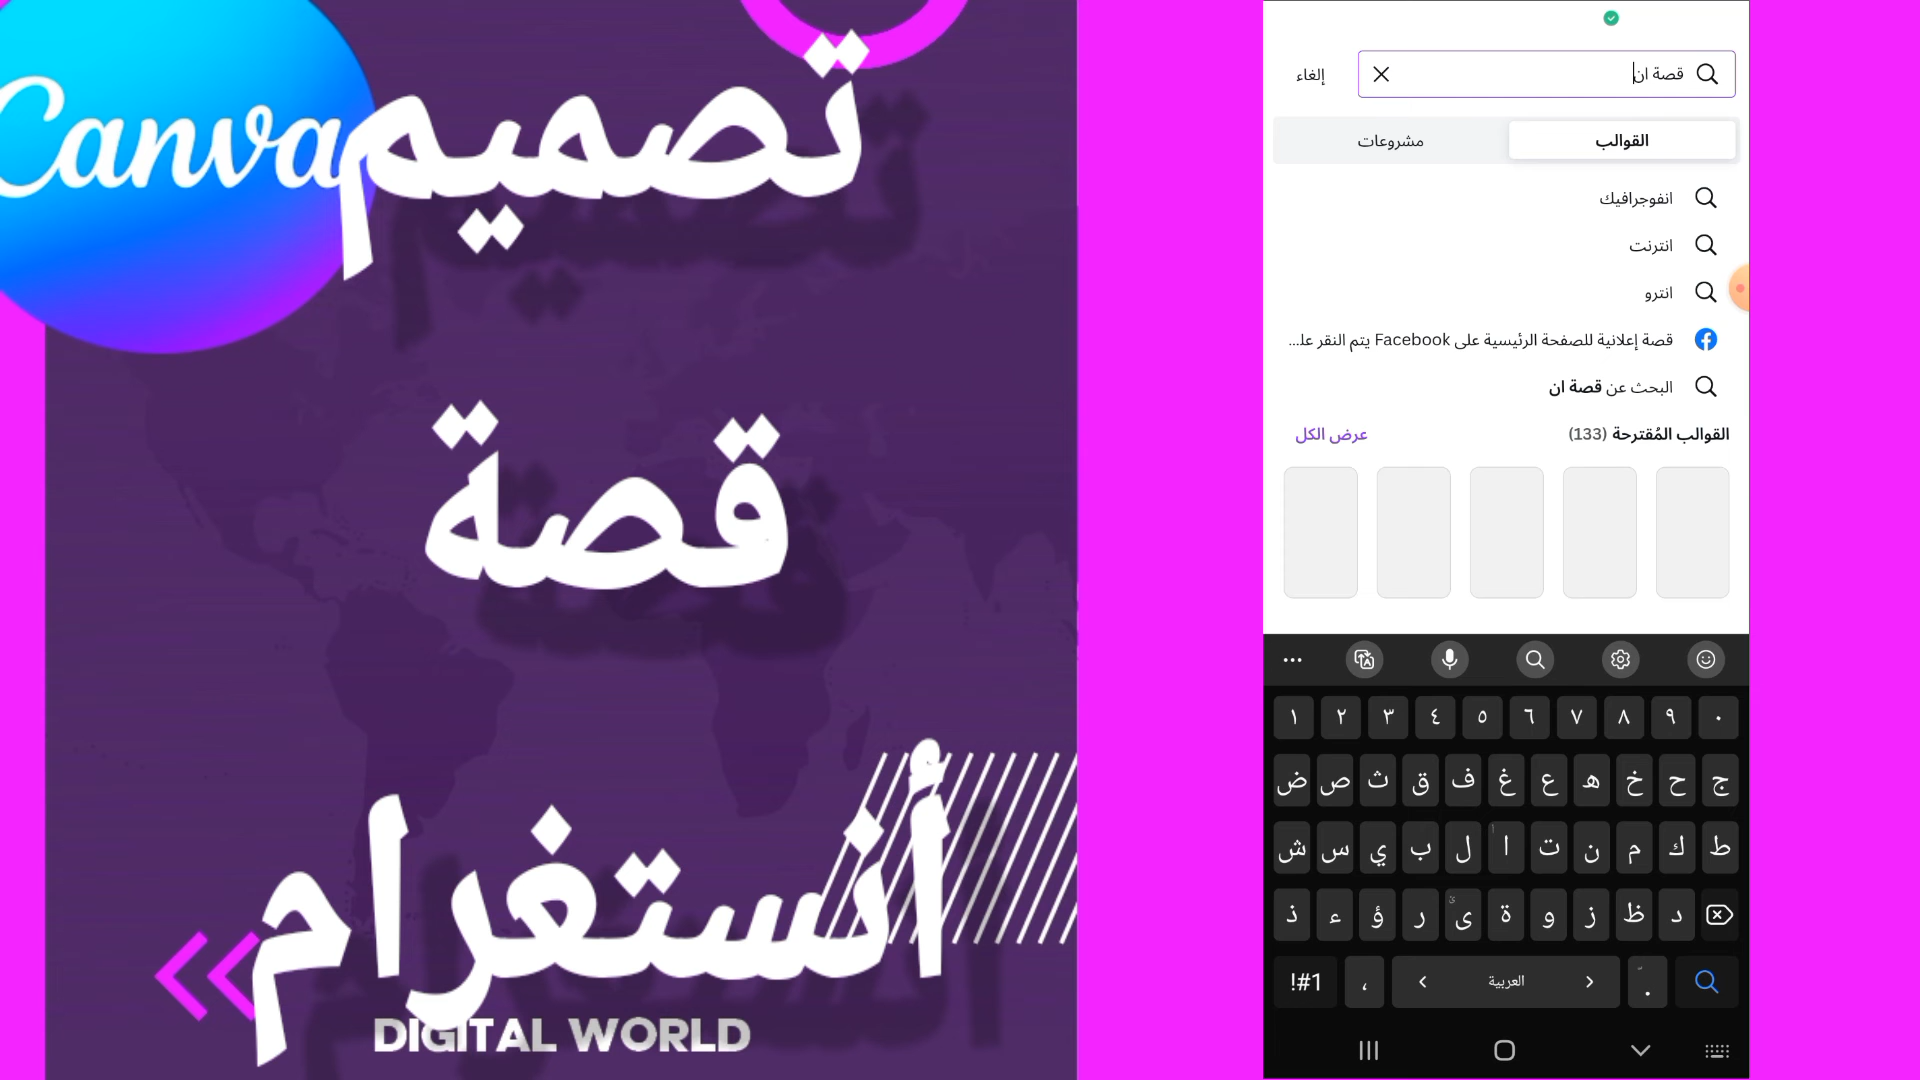 Canva
تصميم
قصة
أنستغرام
DIGITAL WORLD
قصة ان
إلغاء
القوالب
مشروعات
انفوجرافيك
انترنت
انترو
قصة إعلانية للصفحة الرئيسية على Facebook يتم النقر علـ...
البحث عن قصة ان
القوالب المُقترحة (133)
عرض الكل
١ ٢ ٣ ٤ ٥ ٦ ٧ ٨ ٩ ٠
ض ص ث ق ف غ ع ه خ ح ج
ش س ي ب ل ا ت ن م ك ط
ذ ء ؤ ر ى ة و ز ظ د
!#1 ، العربية .